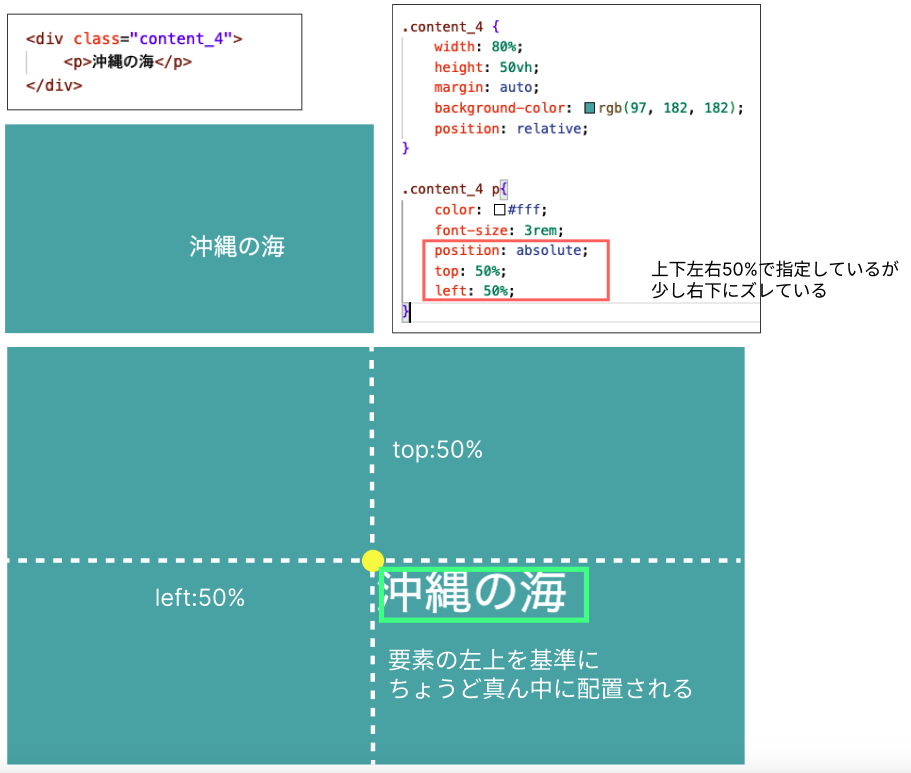 <div class="content_4">
<p>沖縄の海</p>
</div>
沖縄の海
.content_4 {
width: 80%;
height: 50vh;
margin: auto;
background-color: rgb(97, 182, 182);
position: relative;
}
.content_4 p{
color: #fff;
font-size: 3rem;
position: absolute;
top: 50%;
left: 50%;
}
上下左右50%で指定しているが
少し右下にズレている
top:50%
left:50%
沖縄の海
要素の左上を基準に
ちょうど真ん中に配置される